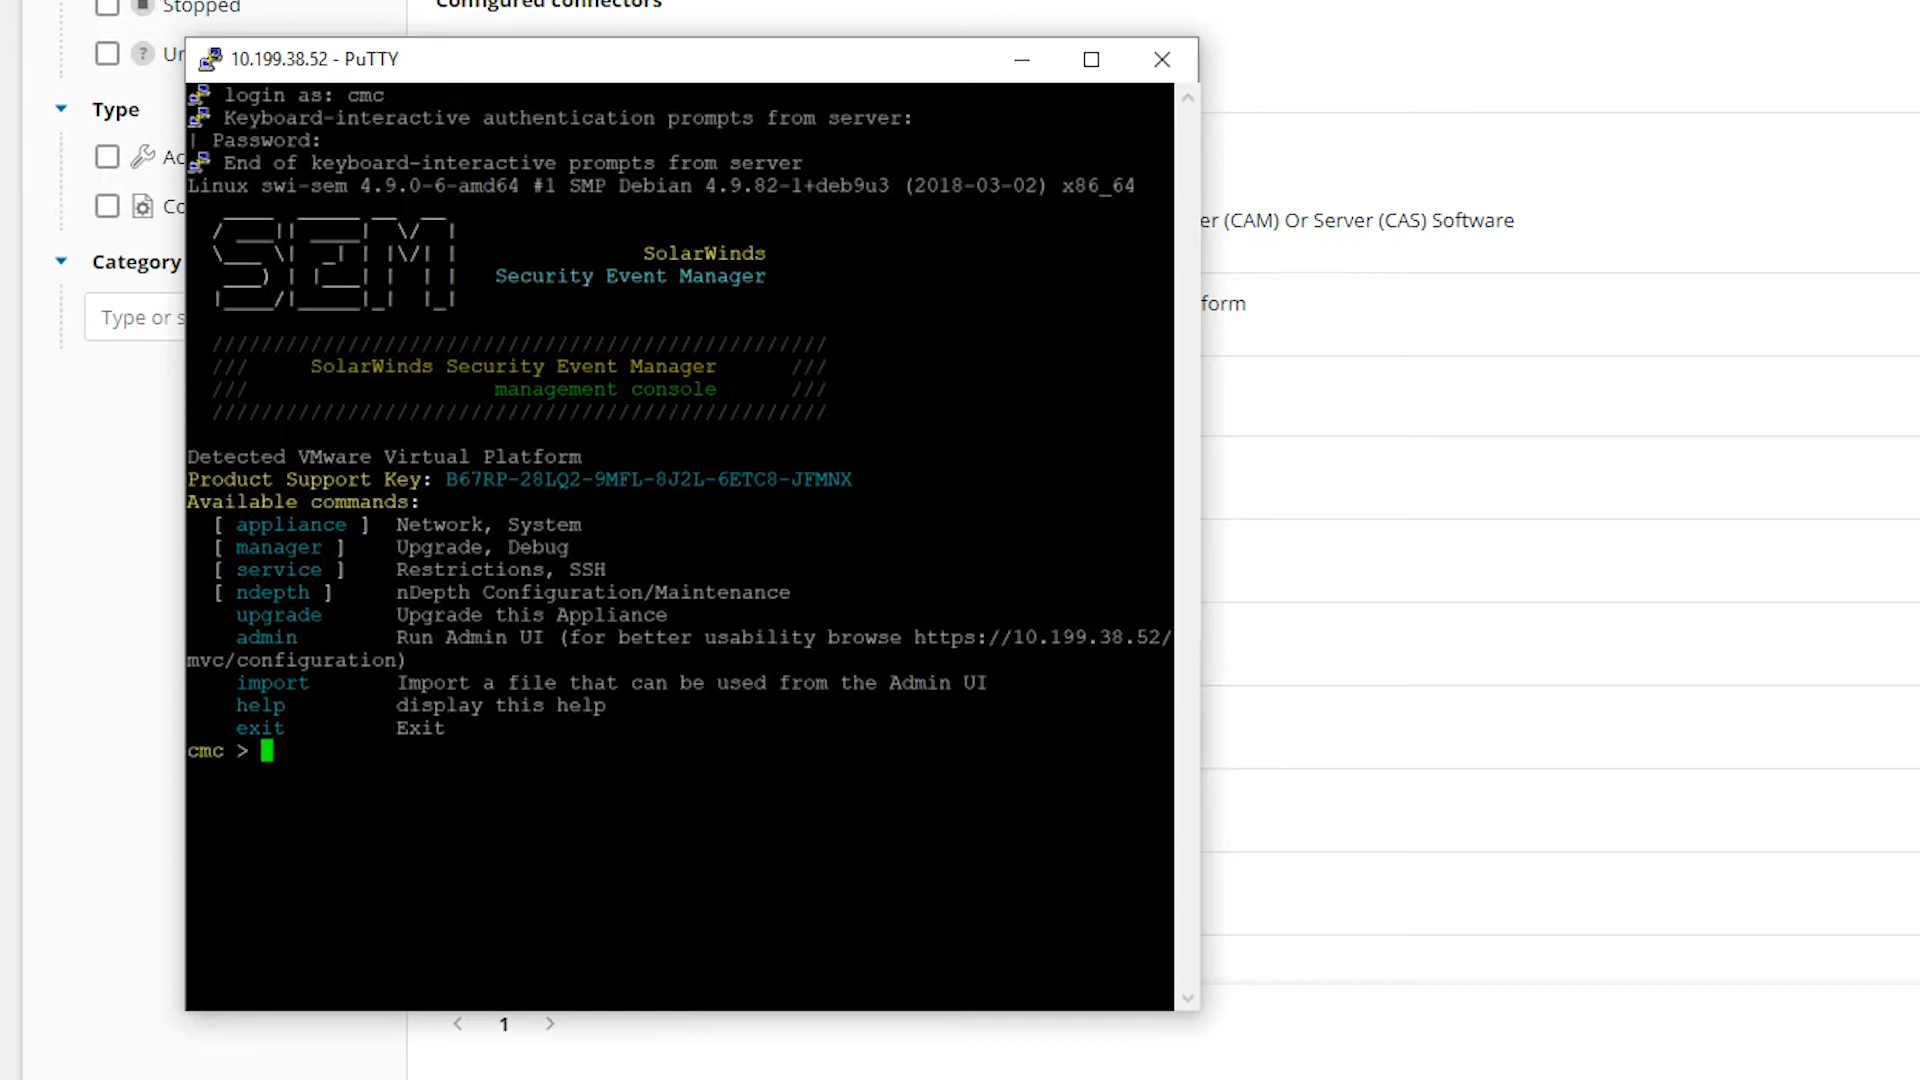 Stopped
Configured connectors
10.199.38.52 - PuTTY
login as: cmc
Keyboard-interactive authentication prompts from server:
| Password:
End of keyboard-interactive prompts from server
Linux swi-sem 4.9.0-6-amd64 #1 SMP Debian 4.9.82-1+deb9u3 (2018-03-02) x86_64
Type
er (CAM) Or Server (CAS) Software
SEM
SolarWinds
Security Event Manager
Category
form
Type or s
/////////////////////////////////////////////////
/// SolarWinds Security Event Manager ///
/// management console ///
/////////////////////////////////////////////////
Detected VMware Virtual Platform
Product Support Key: B67RP-28LQ2-9MFL-8J2L-6ETC8-JFMNX
Available commands:
[ appliance ] Network, System
[ manager ] Upgrade, Debug
[ service ] Restrictions, SSH
[ ndepth ] nDepth Configuration/Maintenance
upgrade Upgrade this Appliance
admin Run Admin UI (for better usability browse https://10.199.38.52/
mvc/configuration)
import Import a file that can be used from the Admin UI
help display this help
exit Exit
cmc >
1